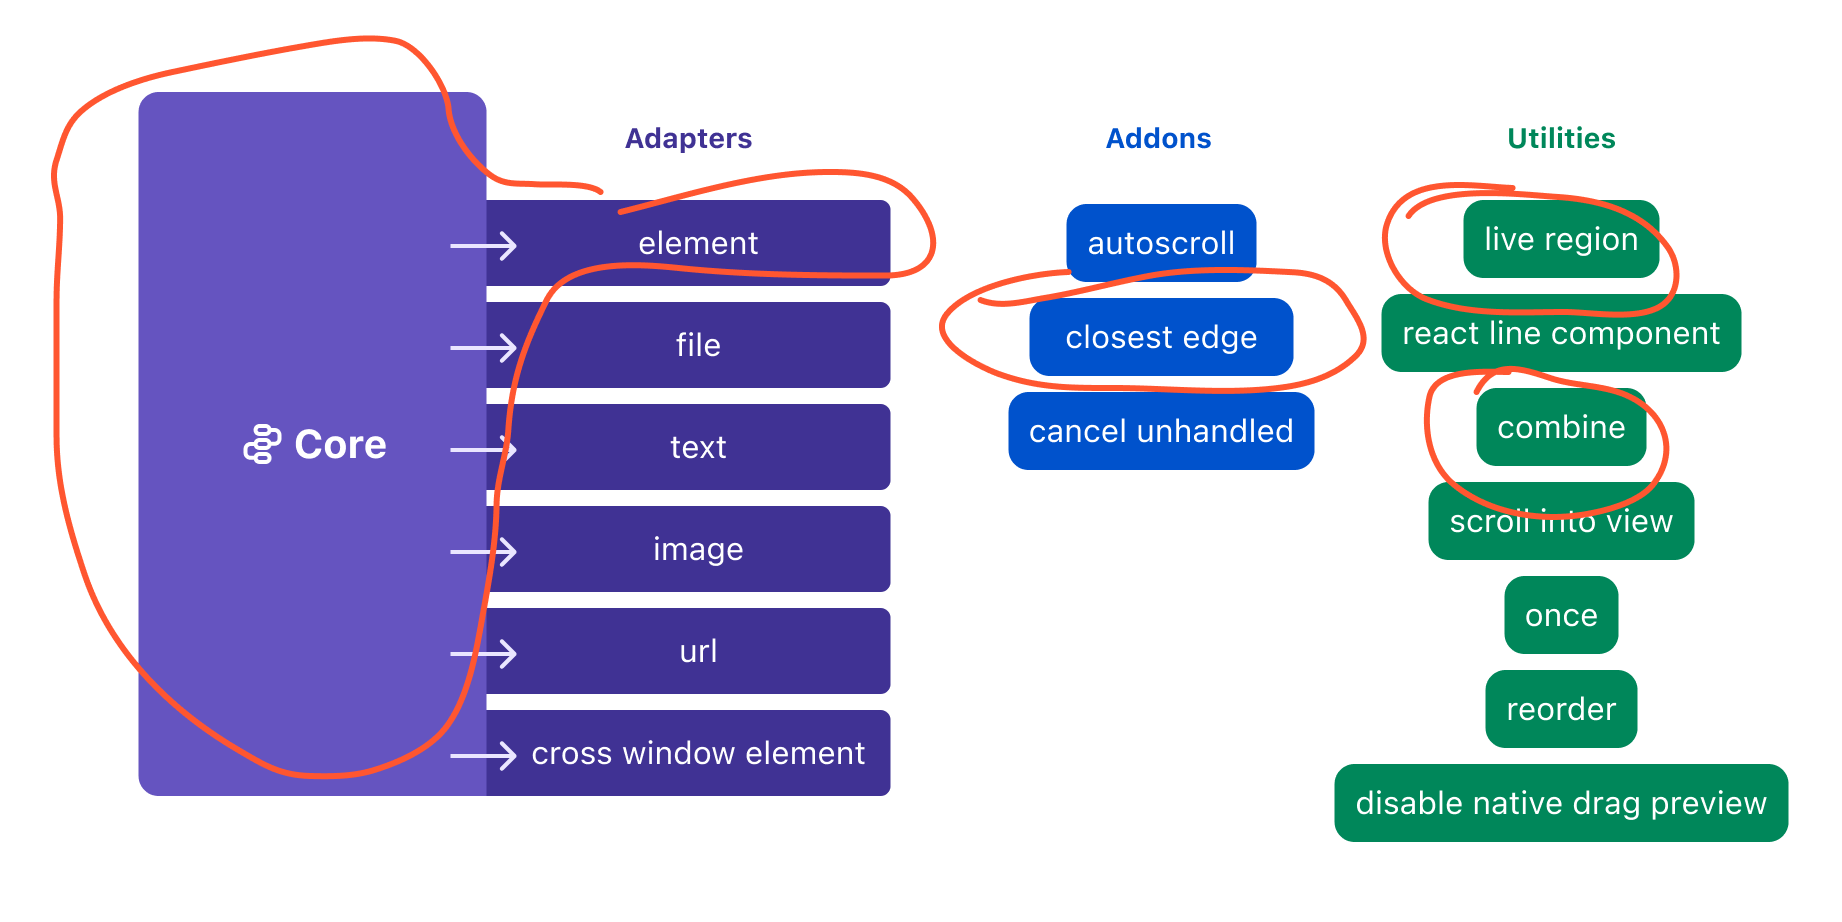 Core
Adapters
element
file
text
image
url
cross window element
Addons
autoscroll
closest edge
cancel unhandled
Utilities
live region
react line component
combine
scroll into view
once
reorder
disable native drag preview